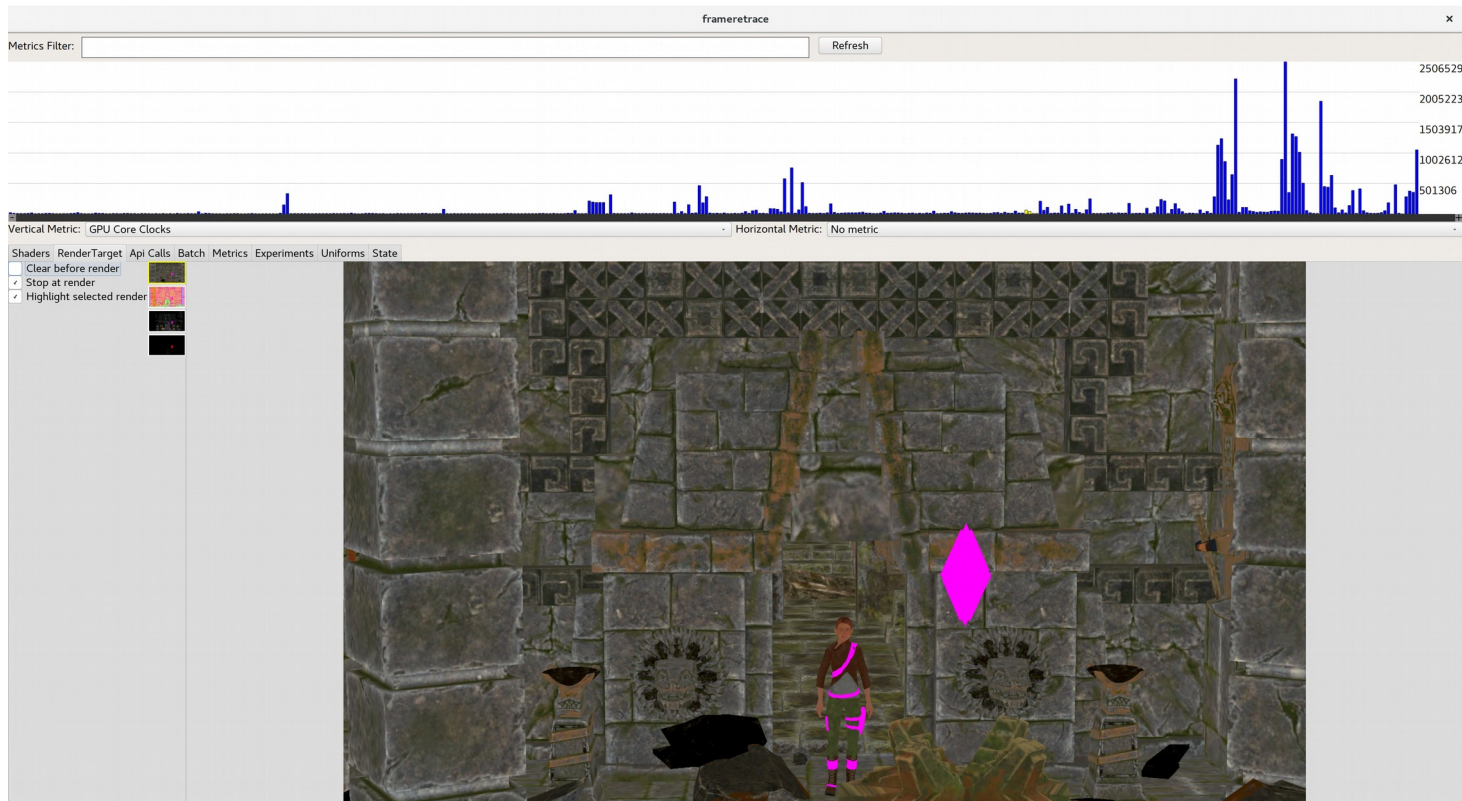 frameretrace ×
Metrics Filter: Refresh
2506529
2005223
1503917
1002612
501306
Vertical Metric: GPU Core Clocks Horizontal Metric: No metric
Shaders RenderTarget Api Calls Batch Metrics Experiments Uniforms State
Clear before render
Stop at render
Highlight selected render